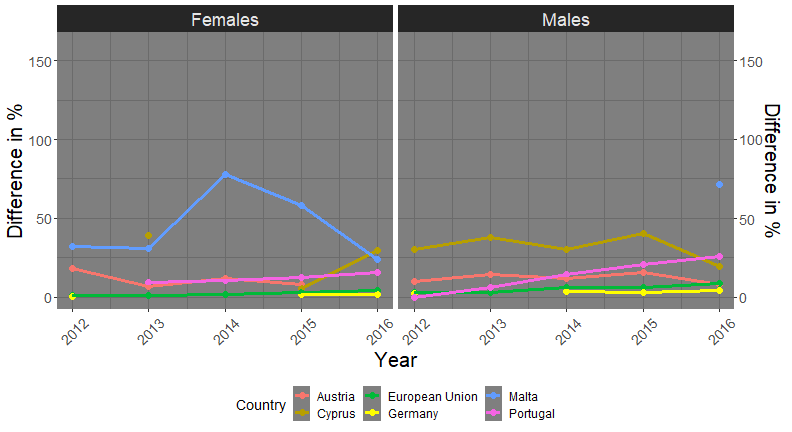 Females Males
150 150
100 100
50 50
0 0
Difference in % Difference in %
2012 2013 2014 2015 2016 2012 2013 2014 2015 2016
Year
Country Austria European Union Malta
Cyprus Germany Portugal